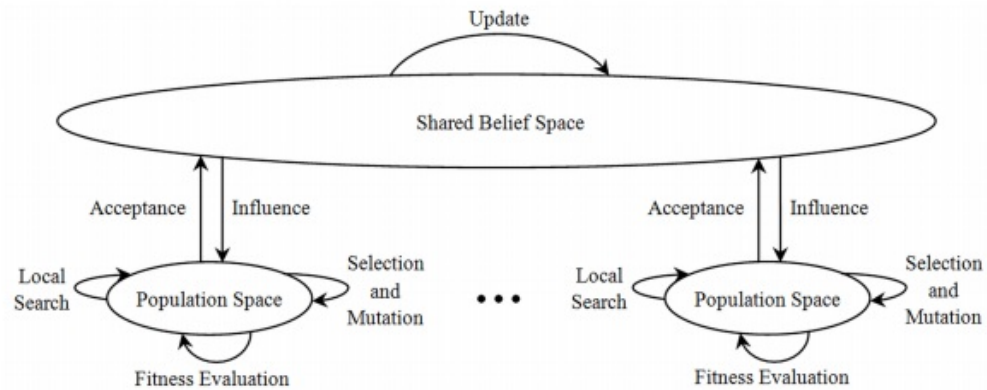 Update
Shared Belief Space
Acceptance
Influence
Acceptance
Influence
Local
Search
Population Space
Selection
and
Mutation
Fitness Evaluation
Local
Search
Population Space
Selection
and
Mutation
Fitness Evaluation